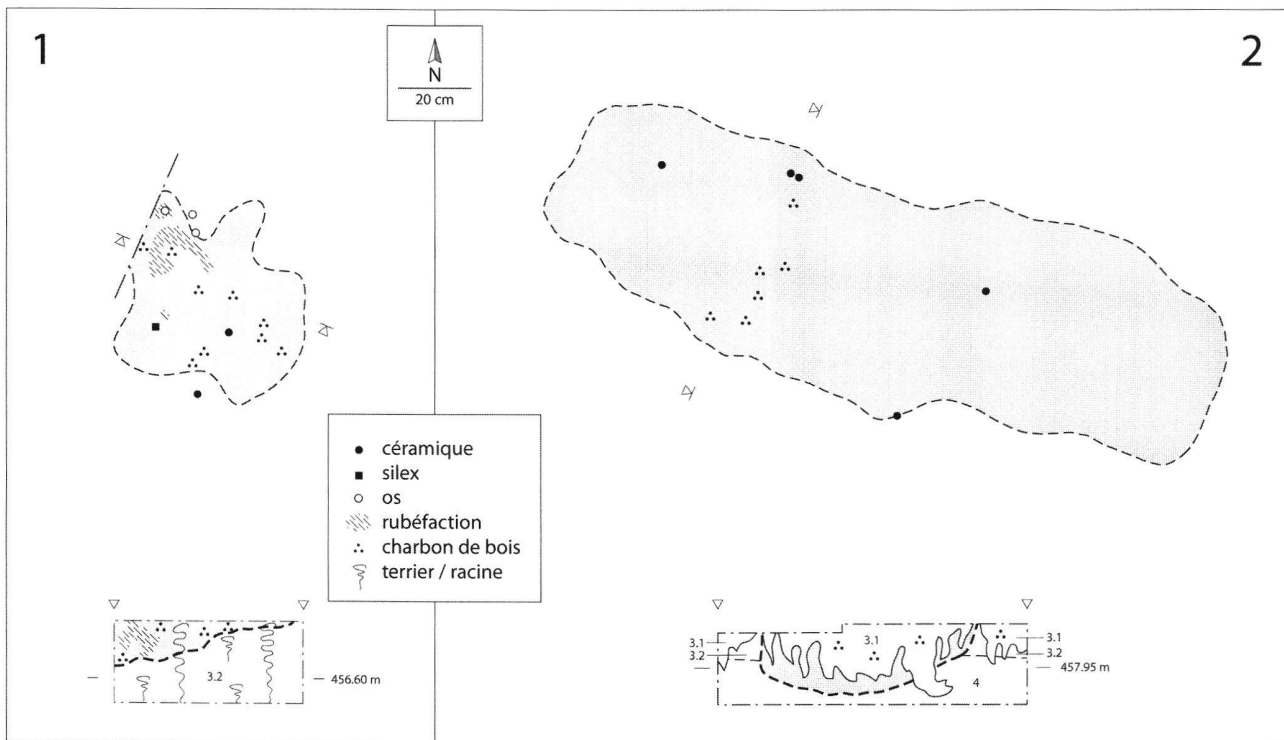 1
N
20 cm
2
céramique
silex
os
rubéfaction
charbon de bois
terrier / racine
3.2
456.60 m
3.1
3.2
3.1
3.1
3.2
457.95 m
4